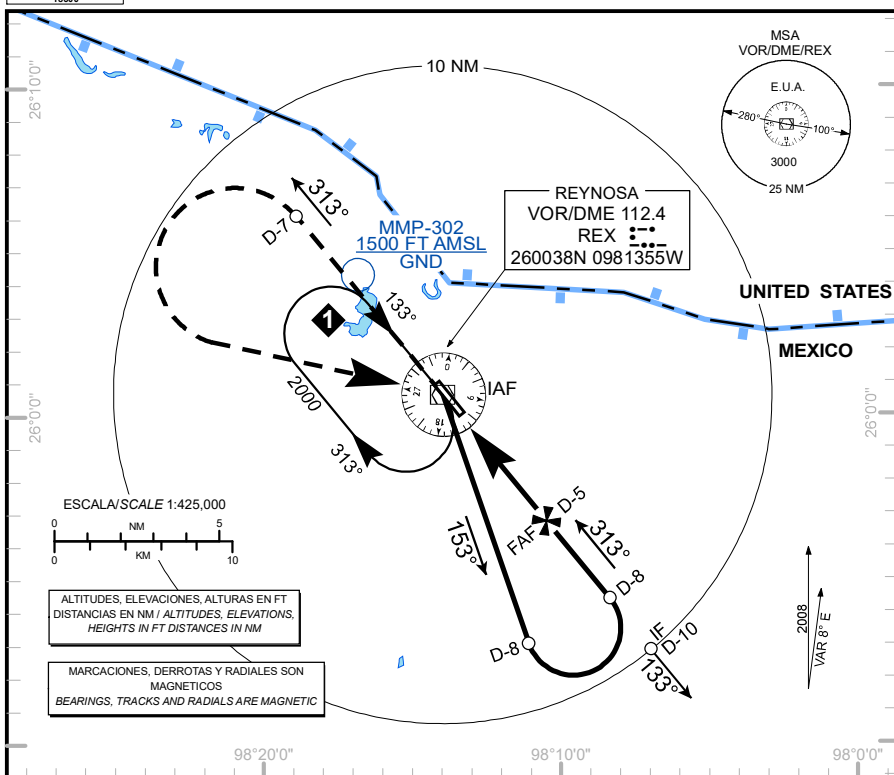 MSA
VOR/DME/REX
E.U.A.
280°
100°
3000
25 NM
10 NM
26°10'0"
313°
D-7
MMP-302
1500 FT AMSL
GND
REYNOSA
VOR/DME 112.4
REX
260038N 0981355W
UNITED STATES
MEXICO
133°
1
2000
313°
0
9
18
27
IAF
26°0'0"
26°0'0"
ESCALA/SCALE 1:425,000
0 NM 5
0 KM 10
153°
FAF
D-5
313°
D-8
D-8
IF
D-10
133°
2008
VAR 8° E
ALTITUDES, ELEVACIONES, ALTURAS EN FT
DISTANCIAS EN NM / ALTITUDES, ELEVATIONS,
HEIGHTS IN FT DISTANCES IN NM
MARCACIONES, DERROTAS Y RADIALES SON
MAGNETICOS
BEARINGS, TRACKS AND RADIALS ARE MAGNETIC
98°20'0"
98°10'0"
98°0'0"